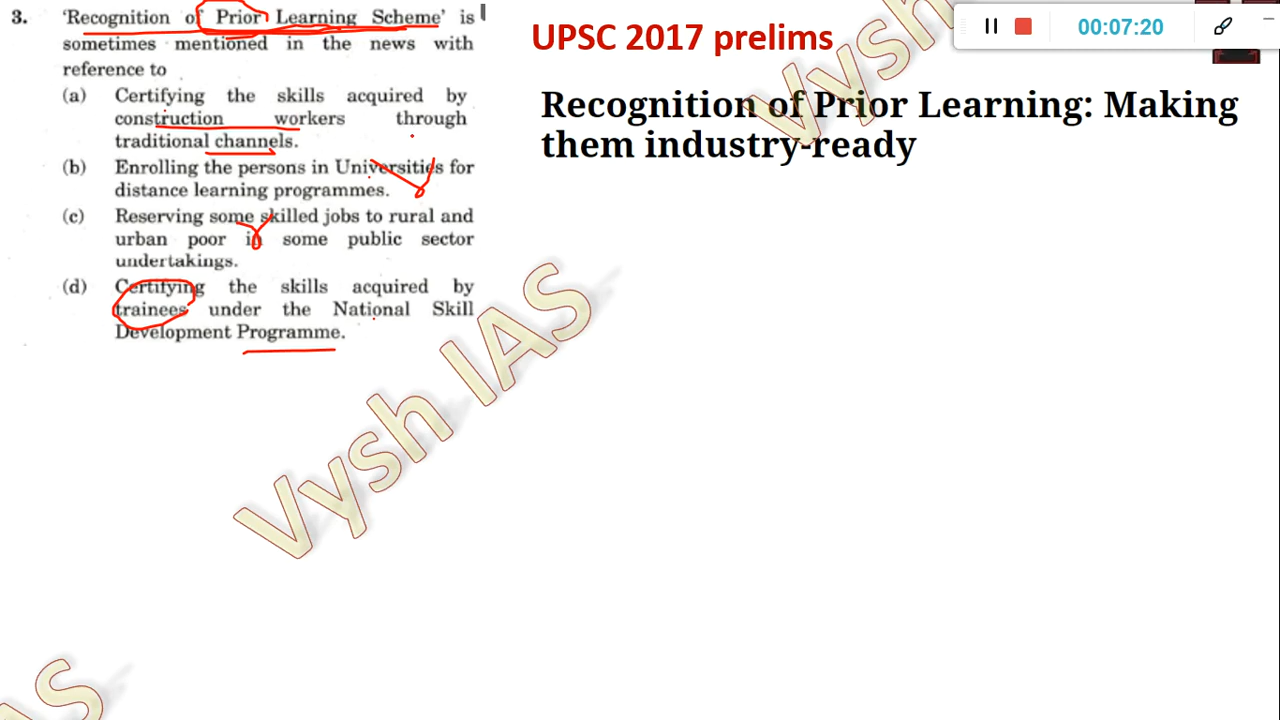 3. 'Recognition of Prior Learning Scheme' is
sometimes mentioned in the news with
reference to
(a) Certifying the skills acquired by
construction workers through
traditional channels.
(b) Enrolling the persons in Universities for
distance learning programmes.
(c) Reserving some skilled jobs to rural and
urban poor in some public sector
undertakings.
(d) Certifying the skills acquired by
trainees under the National Skill
Development Programme.
UPSC 2017 prelims
00:07:20
Recognition of Prior Learning: Making
them industry-ready
Vysh
Vysh IAS
AS